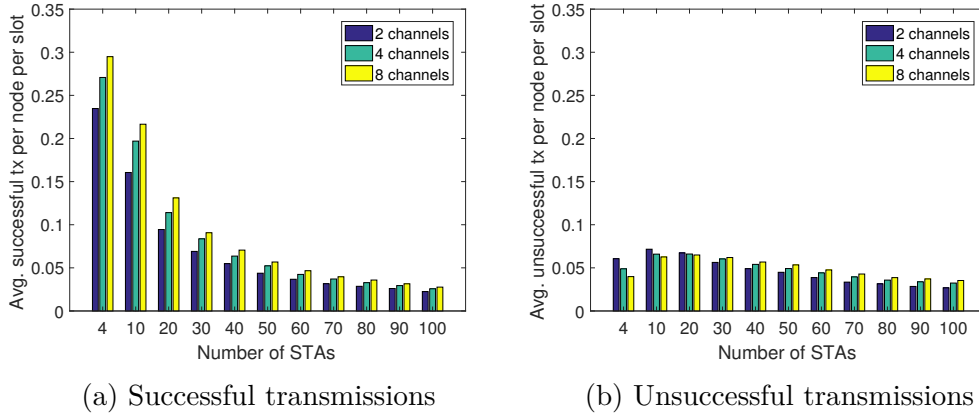 Avg. successful tx per node per slot
0.35
0.3
0.25
0.2
0.15
0.1
0.05
0
2 channels
4 channels
8 channels
4 10 20 30 40 50 60 70 80 90 100
Number of STAs
(a) Successful transmissions
Avg. unsuccessful tx per node per slot
0.35
0.3
0.25
0.2
0.15
0.1
0.05
0
2 channels
4 channels
8 channels
4 10 20 30 40 50 60 70 80 90 100
Number of STAs
(b) Unsuccessful transmissions